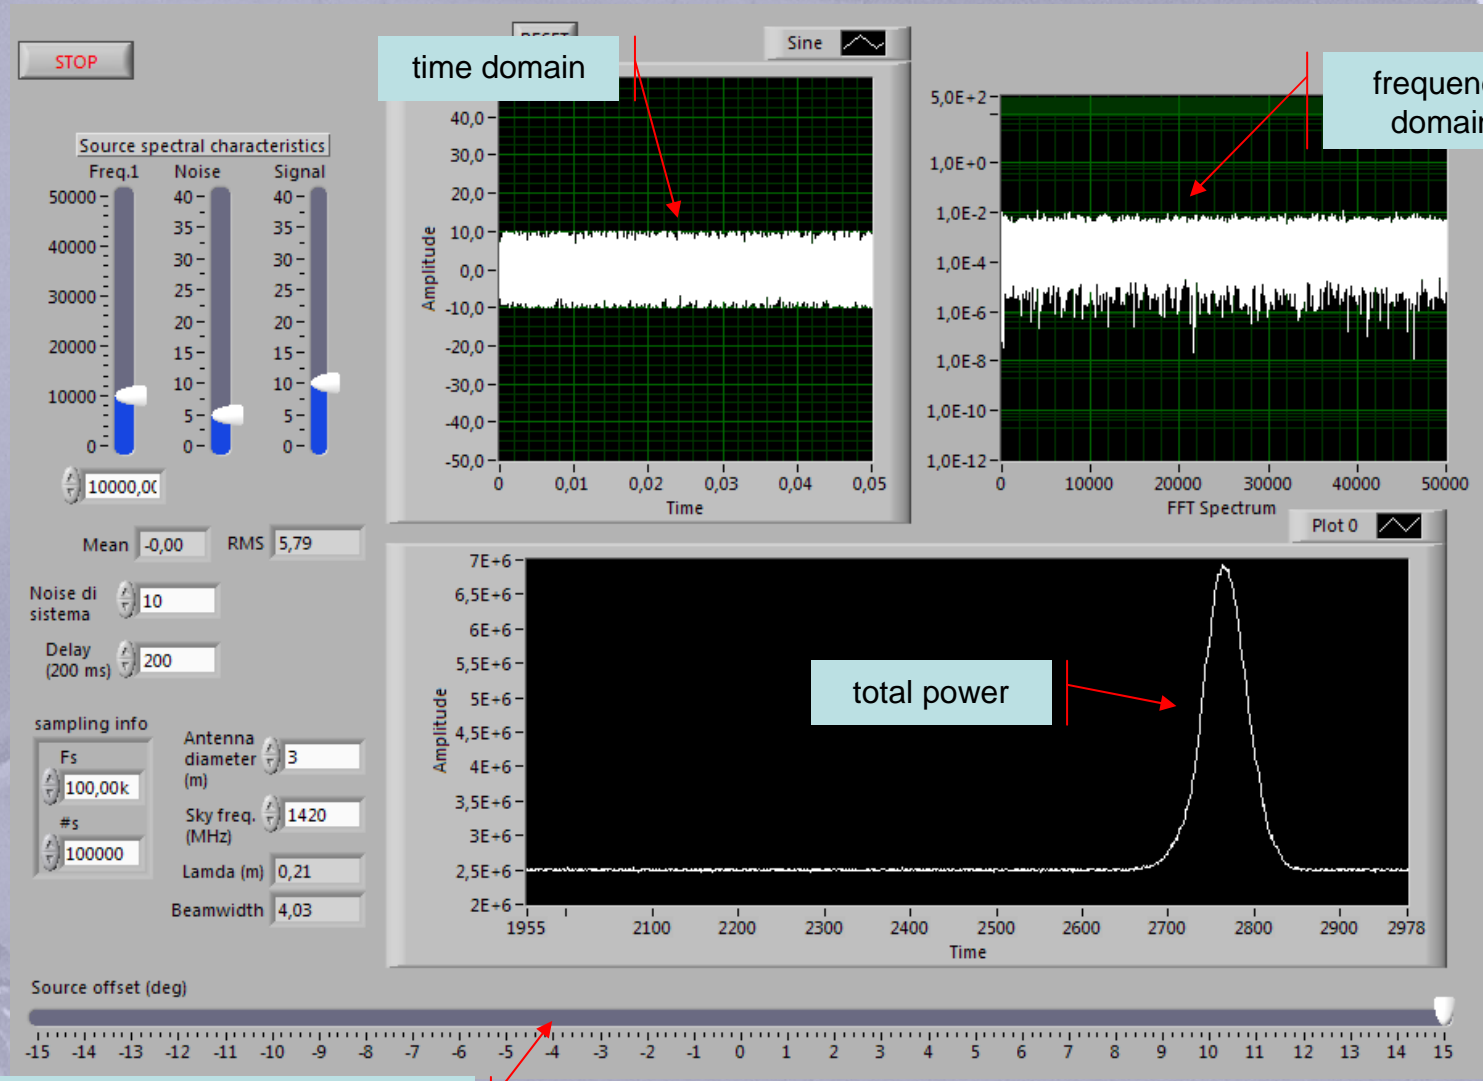 STOP
RESET
time domain
Sine
frequenc
domain
Source spectral characteristics
Freq.1
Noise
Signal
50000
40000
30000
20000
10000
0
40
35
30
25
20
15
10
5
0
40
35
30
25
20
15
10
5
0
10000,0(
Mean -0,00 RMS 5,79
Noise di
sistema
10
Delay
(200 ms)
200
sampling info
Fs
100,00k
#s
100000
Antenna
diameter
(m)
3
Sky freq.
(MHz)
1420
Lamda (m) 0,21
Beamwidth 4,03
Amplitude
40,0
30,0
20,0
10,0
0,0
-10,0
-20,0
-30,0
-40,0
-50,0
0 0,01 0,02 0,03 0,04 0,05
Time
5,0E+2
1,0E+0
1,0E-2
1,0E-4
1,0E-6
1,0E-8
1,0E-10
1,0E-12
0 10000 20000 30000 40000 50000
FFT Spectrum
Plot 0
Amplitude
7E+6
6,5E+6
6E+6
5,5E+6
5E+6
4,5E+6
4E+6
3,5E+6
3E+6
2,5E+6
2E+6
total power
1955 2100 2200 2300 2400 2500 2600 2700 2800 2900 2978
Time
Source offset (deg)
-15 -14 -13 -12 -11 -10 -9 -8 -7 -6 -5 -4 -3 -2 -1 0 1 2 3 4 5 6 7 8 9 10 11 12 13 14 15